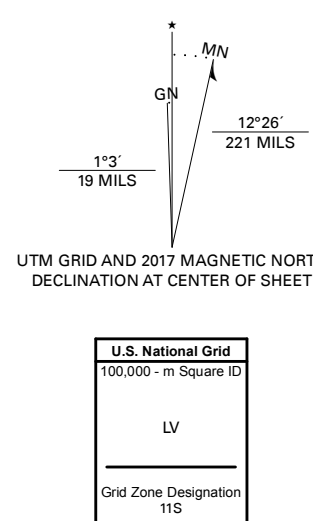 MN
GN
12°26´
221 MILS
1°3´
19 MILS
UTM GRID AND 2017 MAGNETIC NORT
DECLINATION AT CENTER OF SHEET
U.S. National Grid
100,000 - m Square ID
LV
Grid Zone Designation
11S